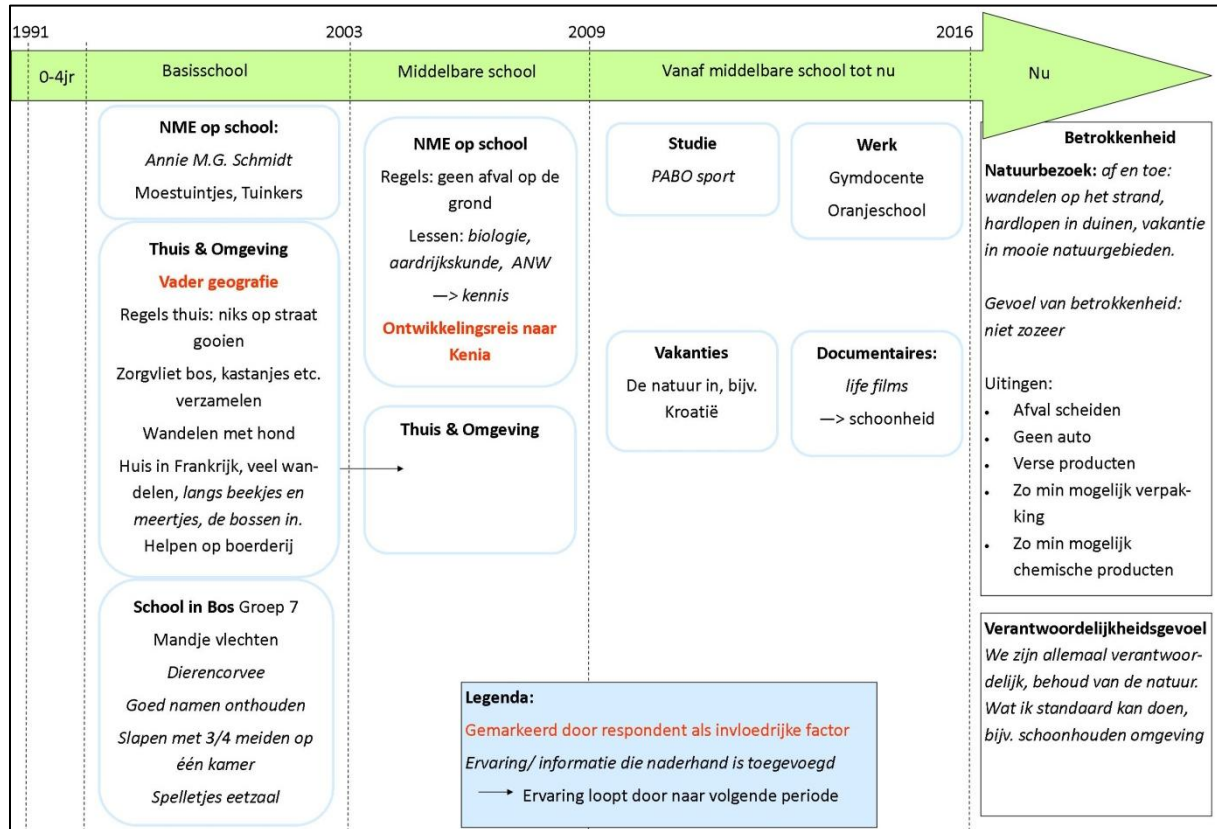 1991
2003
2009
2016
0-4jr
Basisschool
Middelbare school
Vanaf middelbare school tot nu
Nu
NME op school:
Annie M.G. Schmidt
Moestuintjes, Tuinkers
Thuis & Omgeving
Vader geografie
Regels thuis: niks op straat
gooien
Zorgvliet bos, kastanjes etc.
verzamelen
Wandelen met hond
Huis in Frankrijk, veel wan-
delen, langs beekjes en
meertjes, de bossen in.
Helpen op boerderij
School in Bos Groep 7
Mandje vlechten
Dierencorvee
Goed namen onthouden
Slapen met 3/4 meiden op
één kamer
Spelletjes eetzaal
NME op school
Regels: geen afval op de
grond
Lessen: biologie,
aardrijkskunde, ANW
—> kennis
Ontwikkelingsreis naar
Kenia
Thuis & Omgeving
Studie
PABO sport
Werk
Gymdocente
Oranjeschool
Vakanties
De natuur in, bijv.
Kroatië
Documentaires:
life films
—> schoonheid
Legenda:
Gemarkeerd door respondent als invloedrijke factor
Ervaring/ informatie die naderhand is toegevoegd
Ervaring loopt door naar volgende periode
Betrokkenheid
Natuurbezoek: af en toe:
wandelen op het strand,
hardlopen in duinen, vakantie
in mooie natuurgebieden.
Gevoel van betrokkenheid:
niet zozeer
Uitingen:
• Afval scheiden
• Geen auto
• Verse producten
• Zo min mogelijk verpak-
king
• Zo min mogelijk
chemische producten
Verantwoordelijkheidsgevoel
We zijn allemaal verantwoor-
delijk, behoud van de natuur.
Wat ik standaard kan doen,
bijv. schoonhouden omgeving